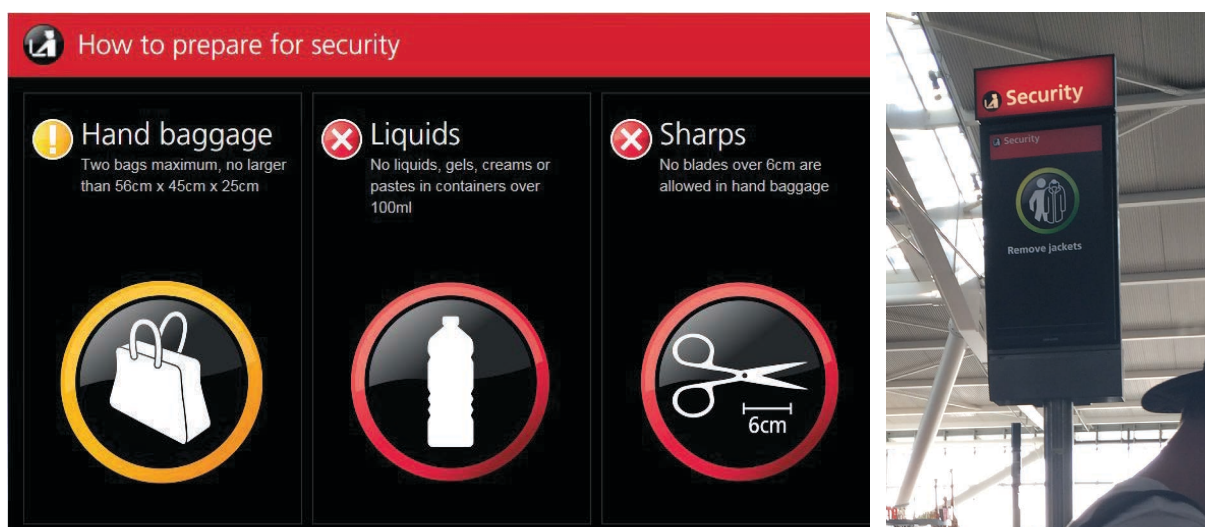 How to prepare for security
Hand baggage
Two bags maximum, no larger
than 56cm x 45cm x 25cm
Liquids
No liquids, gels, creams or
pastes in containers over
100ml
Sharps
No blades over 6cm are
allowed in hand baggage
6cm
Security
Security
Remove jackets